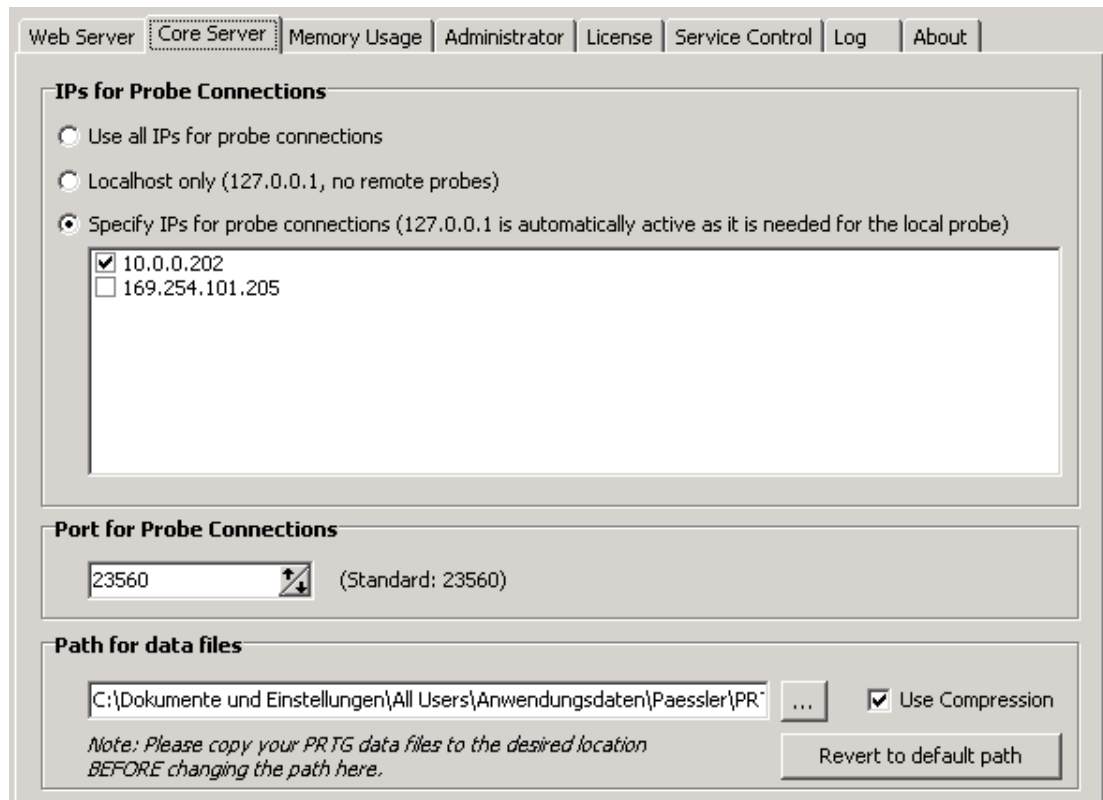 Web Server Core Server Memory Usage Administrator License Service Control Log About
IPs for Probe Connections
Use all IPs for probe connections
Localhost only (127.0.0.1, no remote probes)
Specify IPs for probe connections (127.0.0.1 is automatically active as it is needed for the local probe)
10.0.0.202
169.254.101.205
Port for Probe Connections
23560 (Standard: 23560)
Path for data files
C:\Dokumente und Einstellungen\All Users\Anwendungsdaten\Paessler\PRT ... Use Compression
Note: Please copy your PRTG data files to the desired location
BEFORE changing the path here.
Revert to default path